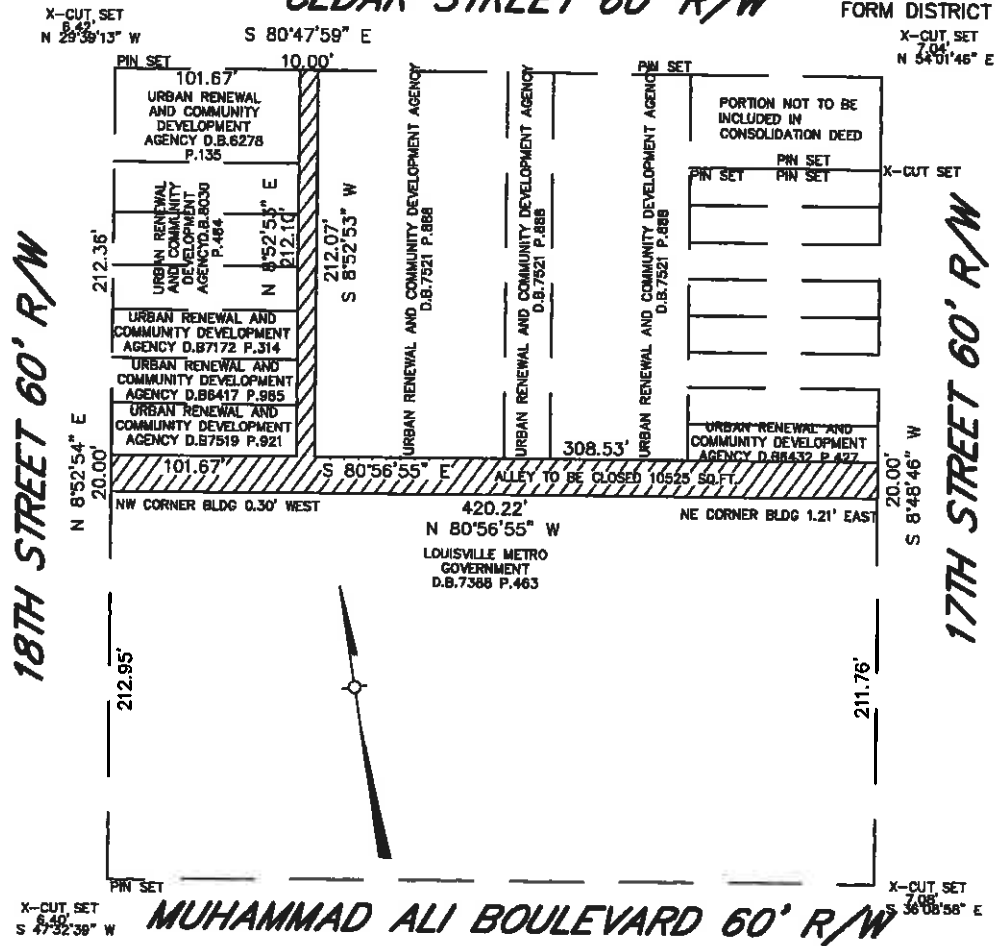 CEDAR STREET 60' R/W
FORM DISTRICT
X-CUT SET
6.42'
N 29°39'13" W
S 80°47'59" E
X-CUT SET
7.04'
N 54°01'46" E
PIN SET
10.00'
PIN SET
101.67'
URBAN RENEWAL
AND COMMUNITY
DEVELOPMENT
AGENCY D.B.6278
P.135
PORTION NOT TO BE
INCLUDED IN
CONSOLIDATION DEED
PIN SET
PIN SET
PIN SET
X-CUT SET
URBAN RENEWAL
AND COMMUNITY
DEVELOPMENT
AGENCYD.B.8030
P.464
N 8°52'53" E
212.10'
212.07'
S 8°52'53" W
URBAN RENEWAL AND COMMUNITY DEVELOPMENT AGENCY
D.B.7521 P.888
URBAN RENEWAL AND COMMUNITY DEVELOPMENT AGENCY
D.B.7521 P.888
URBAN RENEWAL AND COMMUNITY DEVELOPMENT AGENCY
D.B.7521 P.888
212.36'
18TH STREET 60' R/W
17TH STREET 60' R/W
URBAN RENEWAL AND
COMMUNITY DEVELOPMENT
AGENCY D.B7172 P.314
URBAN RENEWAL AND
COMMUNITY DEVELOPMENT
AGENCY D.B6417 P.985
URBAN RENEWAL AND
COMMUNITY DEVELOPMENT
AGENCY D.B7519 P.921
URBAN RENEWAL AND
COMMUNITY DEVELOPMENT
AGENCY D.B6432 P.427
N 8°52'54" E
20.00'
101.67'
S 80°56'55" E
308.53'
ALLEY TO BE CLOSED 10525 SQ.FT.
20.00'
S 8°48'46" W
NW CORNER BLDG 0.30' WEST
420.22'
N 80°56'55" W
NE CORNER BLDG 1.21' EAST
LOUISVILLE METRO
GOVERNMENT
D.B.7388 P.463
212.95'
211.76'
PIN SET
X-CUT SET
6.40'
S 47°32'39" W
MUHAMMAD ALI BOULEVARD 60' R/W
X-CUT SET
7.08'
S 36°08'58" E